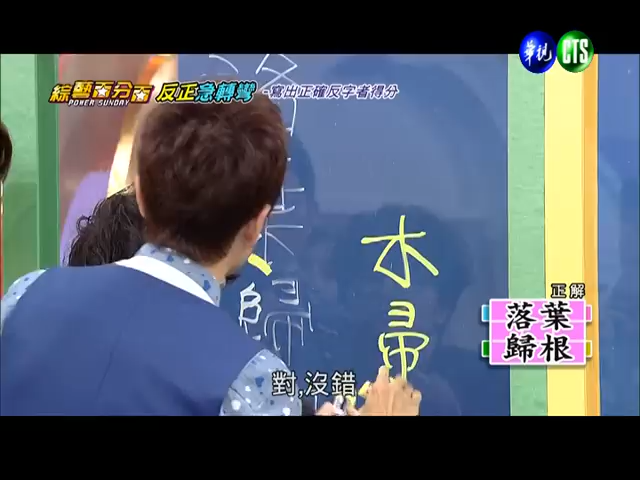 華視 CTS
綜藝百分百 反正急轉彎 -寫出正確反字者得分
POWER SUNDAY
木
帚
正解
落葉
歸根
對,沒錯